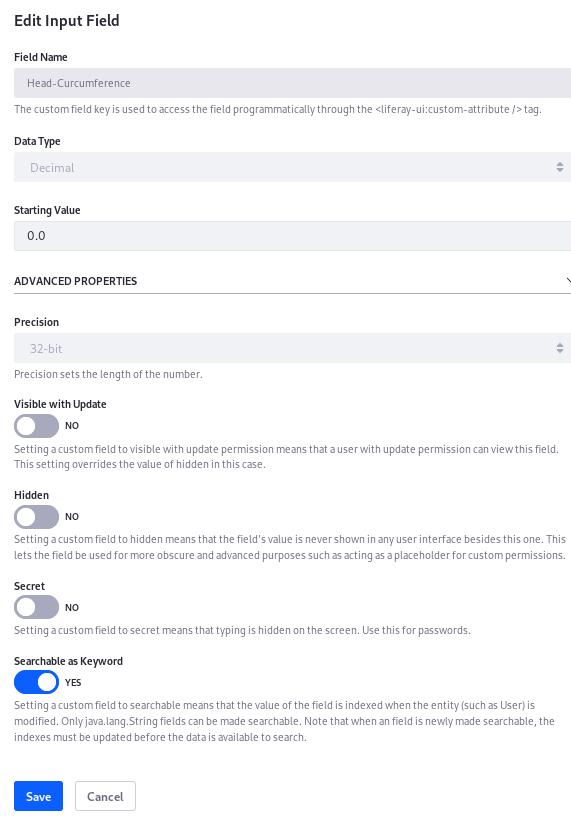 Edit Input Field
Field Name
Head-Curcumference
The custom field key is used to access the field programmatically through the <liferay-ui:custom-attribute /> tag.
Data Type
Decimal
Starting Value
0.0
ADVANCED PROPERTIES
Precision
32-bit
Precision sets the length of the number.
Visible with Update
NO
Setting a custom field to visible with update permission means that a user with update permission can view this field.
This setting overrides the value of hidden in this case.
Hidden
NO
Setting a custom field to hidden means that the field's value is never shown in any user interface besides this one. This
lets the field be used for more obscure and advanced purposes such as acting as a placeholder for custom permissions.
Secret
NO
Setting a custom field to secret means that typing is hidden on the screen. Use this for passwords.
Searchable as Keyword
YES
Setting a custom field to searchable means that the value of the field is indexed when the entity (such as User) is
modified. Only java.lang.String fields can be made searchable. Note that when an field is newly made searchable, the
indexes must be updated before the data is available to search.
Save Cancel